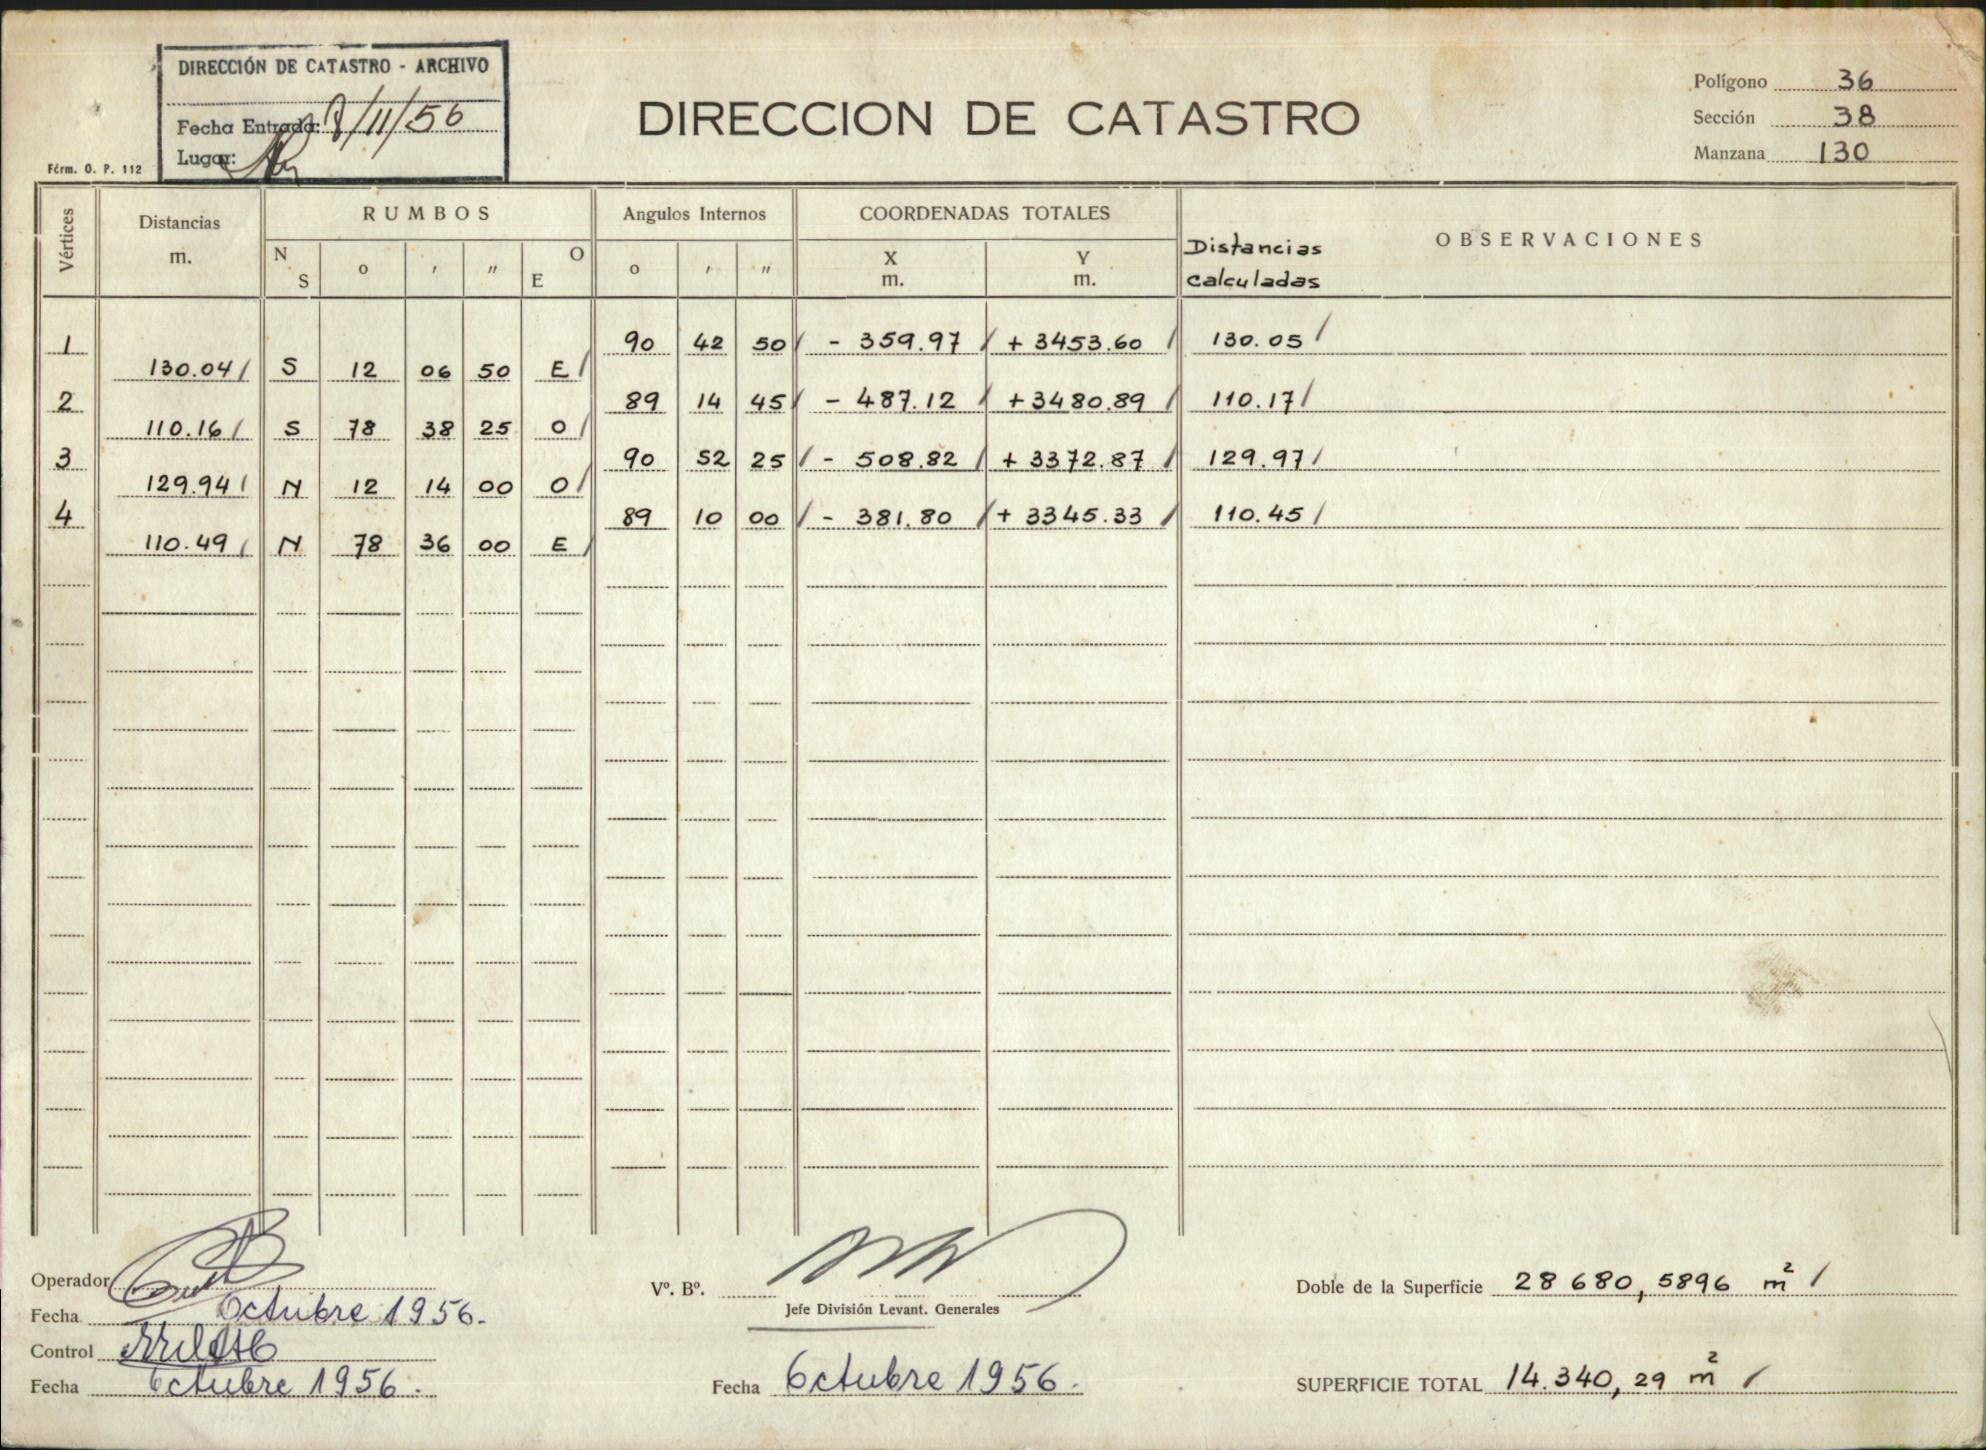 DIRECCIÓN DE CATASTRO - ARCHIVO
Fecha Entrada: 8/11/56
Lugar:
Fórm. O. P. 112
DIRECCION DE CATASTRO
Polígono 36
Sección 38
Manzana 130
Vértices Distancias m. RUMBOS Angulos Internos COORDENADAS TOTALES Distancias calculadas OBSERVACIONES
N S o ' " O E o ' " X m. Y m.
1 90 42 50 / - 359.97 / + 3453.60 / 130.05 /
130.04 / S 12 06 50 E /
2 89 14 45 / - 487.12 / + 3480.89 / 110.17 /
110.16 / S 78 38 25 O /
3 90 52 25 / - 508.82 / + 3372.87 / 129.97 /
129.94 / N 12 14 00 O /
4 89 10 00 / - 381.80 / + 3345.33 / 110.45 /
110.49 / N 78 36 00 E /
Operador
Fecha Octubre 1956.
Control
Fecha Octubre 1956.
Vº. Bº.
Jefe División Levant. Generales
Fecha Octubre 1956.
Doble de la Superficie 28 680,5896 m² /
SUPERFICIE TOTAL 14.340,29 m² /